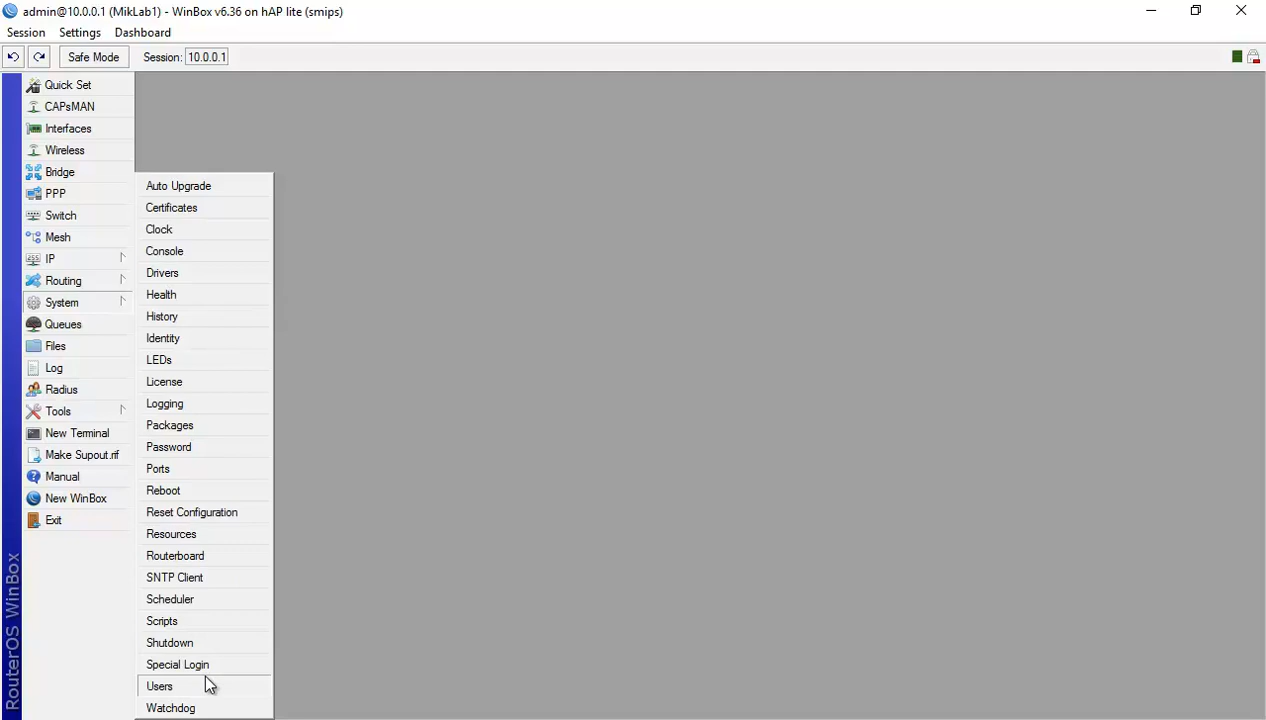 admin@10.0.0.1 (MikLab1) - WinBox v6.36 on hAP lite (smips)
Session Settings Dashboard
Safe Mode Session: 10.0.0.1
Quick Set
CAPsMAN
Interfaces
Wireless
Bridge
PPP
Switch
Mesh
IP
Routing
System
Queues
Files
Log
Radius
Tools
New Terminal
Make Supout.rif
Manual
New WinBox
Exit
Auto Upgrade
Certificates
Clock
Console
Drivers
Health
History
Identity
LEDs
License
Logging
Packages
Password
Ports
Reboot
Reset Configuration
Resources
Routerboard
SNTP Client
Scheduler
Scripts
Shutdown
Special Login
Users
Watchdog
RouterOS WinBox